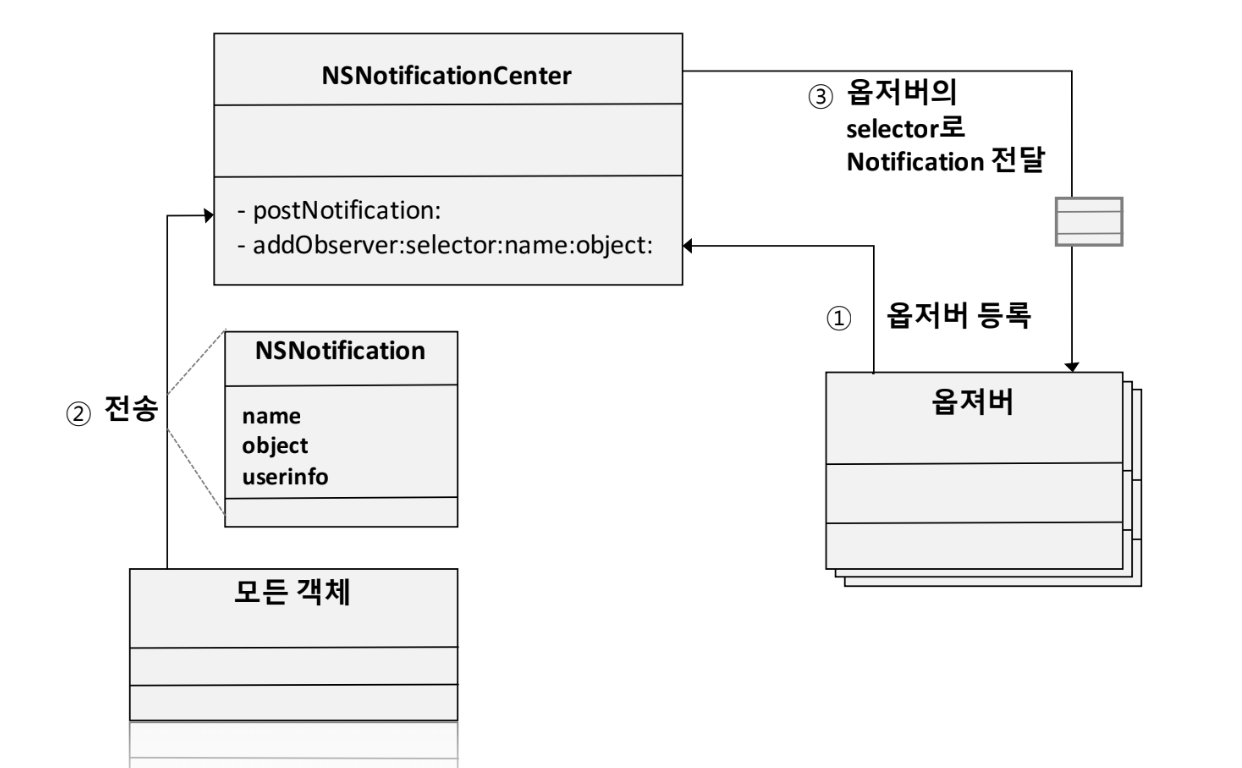 NSNotificationCenter
- postNotification:
- addObserver:selector:name:object:
③ 옵저버의
selector로
Notification 전달
① 옵저버 등록
NSNotification
name
object
userinfo
② 전송
옵져버
모든 객체